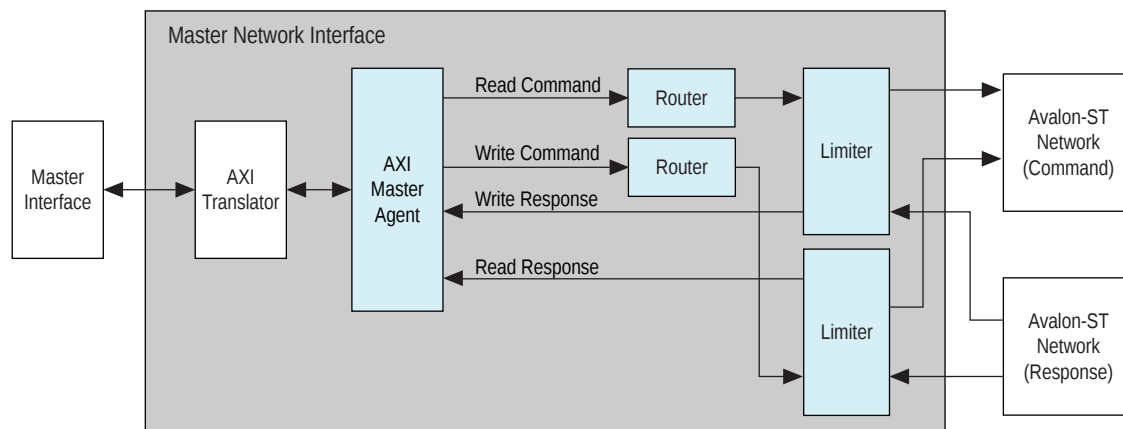 Master Network Interface
Master
Interface
AXI
Translator
AXI
Master
Agent
Read Command
Write Command
Write Response
Read Response
Router
Router
Limiter
Limiter
Avalon-ST
Network
(Command)
Avalon-ST
Network
(Response)